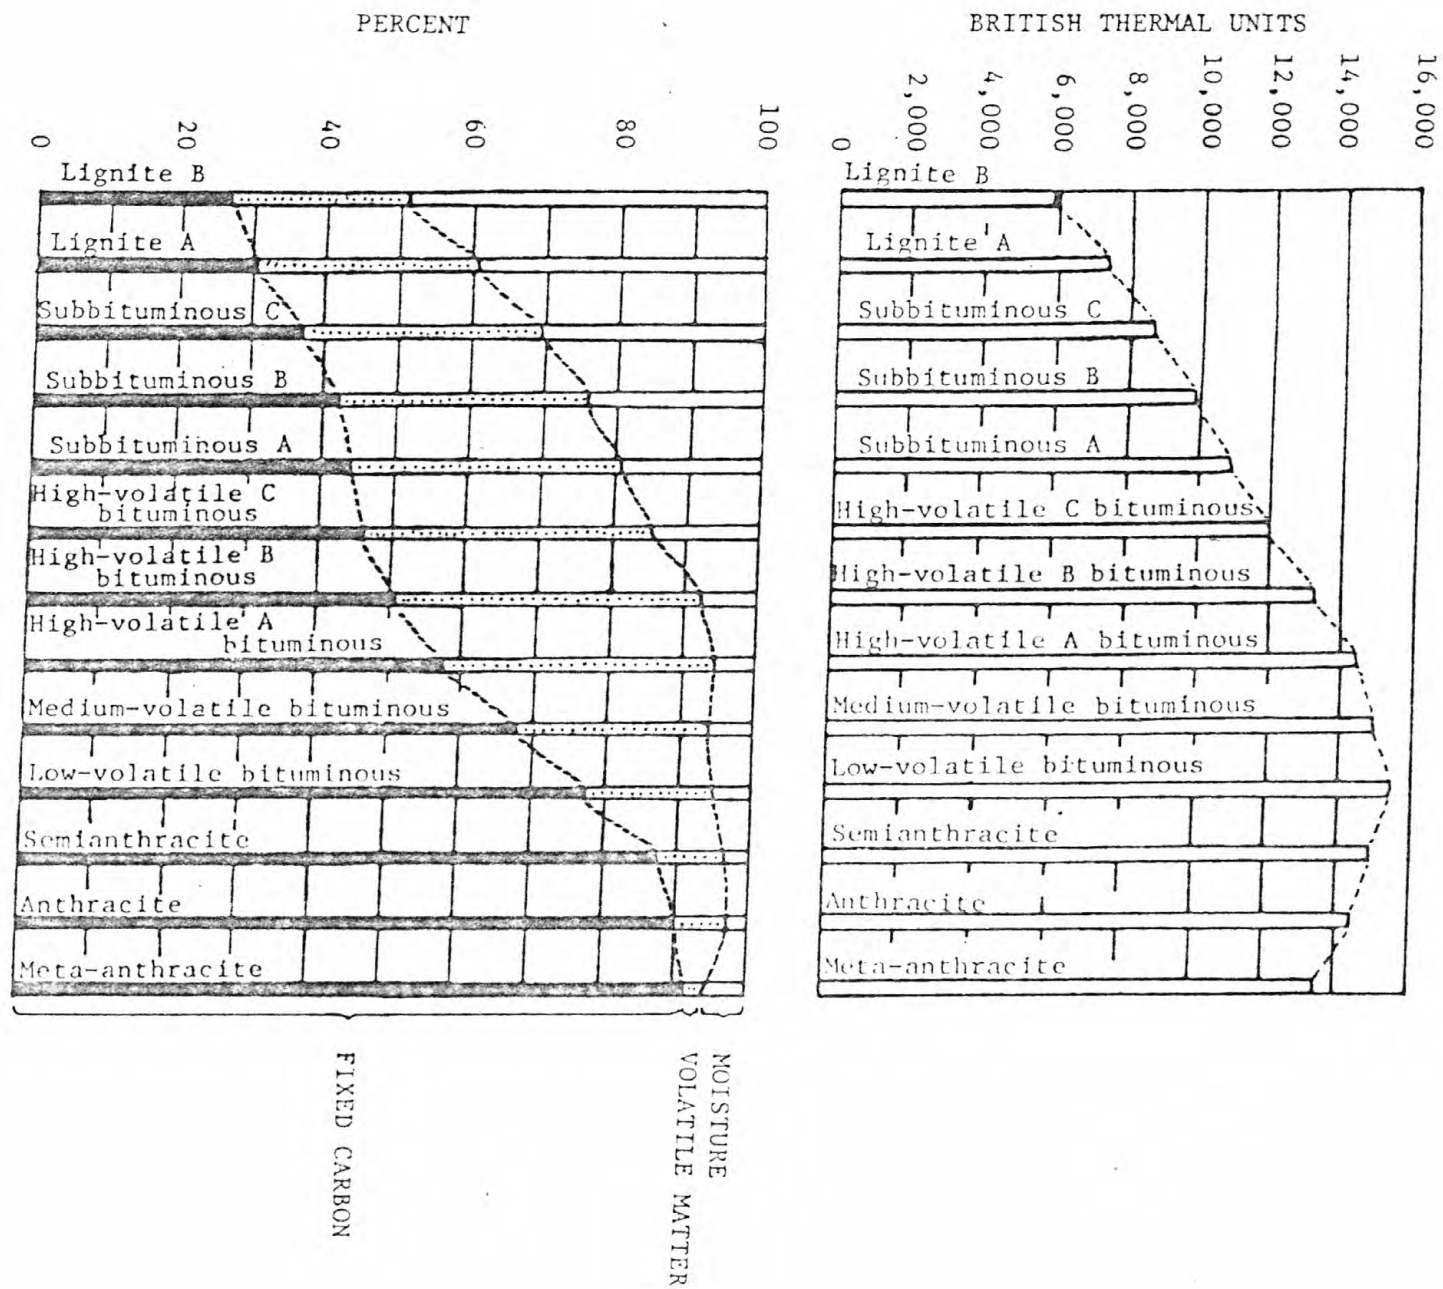 PERCENT
0
20
40
60
80
100
Lignite B
Lignite A
Subbituminous C
Subbituminous B
Subbituminous A
High-volatile C
bituminous
High-volatile B
bituminous
High-volatile A
bituminous
Medium-volatile bituminous
Low-volatile bituminous
Semianthracite
Anthracite
Meta-anthracite
FIXED CARBON
VOLATILE MATTER
MOISTURE
BRITISH THERMAL UNITS
0
2,000
4,000
6,000
8,000
10,000
12,000
14,000
16,000
Lignite B
Lignite A
Subbituminous C
Subbituminous B
Subbituminous A
High-volatile C bituminous
High-volatile B bituminous
High-volatile A bituminous
Medium-volatile bituminous
Low-volatile bituminous
Semianthracite
Anthracite
Meta-anthracite